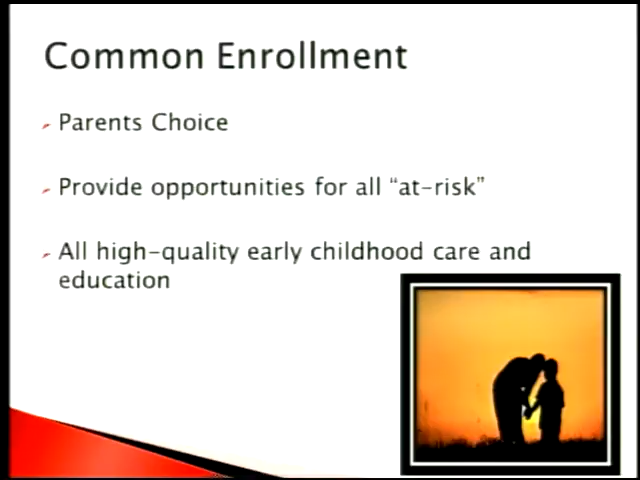 Common Enrollment
Parents Choice
Provide opportunities for all “at-risk”
All high-quality early childhood care and
education